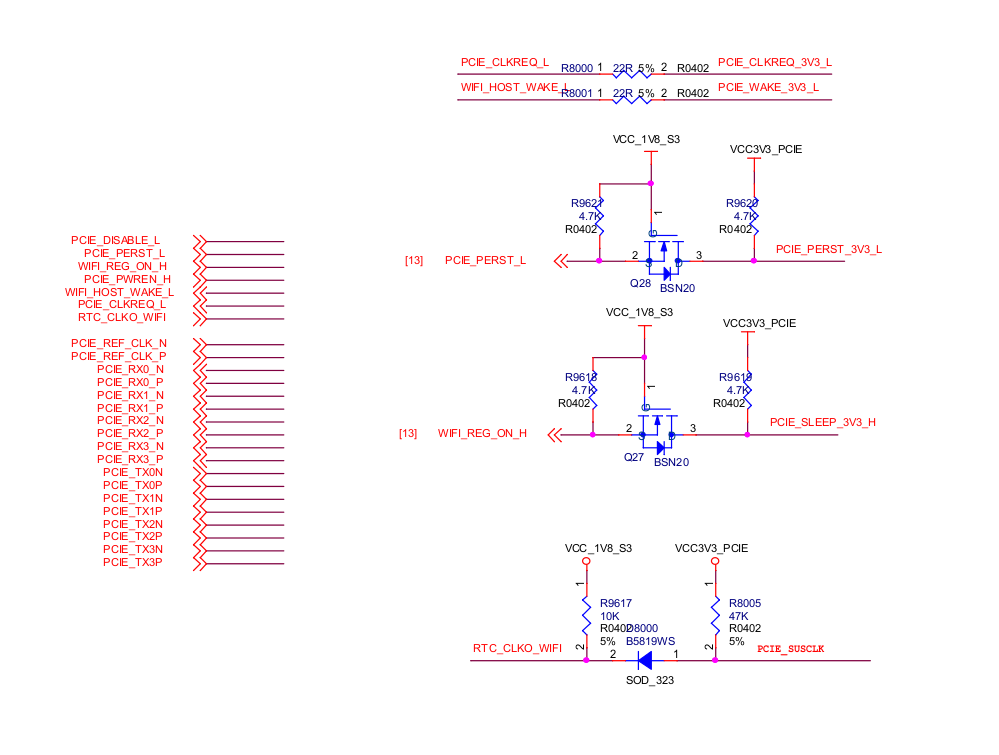 PCIE_CLKREQ_L R8000 1 22R 5% 2 R0402 PCIE_CLKREQ_3V3_L
WIFI_HOST_WAKE_L R8001 1 22R 5% 2 R0402 PCIE_WAKE_3V3_L
VCC_1V8_S3
VCC3V3_PCIE
R9621
4.7K
R0402
1
R9620
4.7K
R0402
G
[13] PCIE_PERST_L
2
S
D
3
PCIE_PERST_3V3_L
Q28
BSN20
VCC_1V8_S3
VCC3V3_PCIE
R9618
4.7K
R0402
1
R9619
4.7K
R0402
G
[13] WIFI_REG_ON_H
2
S
D
3
PCIE_SLEEP_3V3_H
Q27
BSN20
PCIE_DISABLE_L
PCIE_PERST_L
WIFI_REG_ON_H
PCIE_PWREN_H
WIFI_HOST_WAKE_L
PCIE_CLKREQ_L
RTC_CLKO_WIFI
PCIE_REF_CLK_N
PCIE_REF_CLK_P
PCIE_RX0_N
PCIE_RX0_P
PCIE_RX1_N
PCIE_RX1_P
PCIE_RX2_N
PCIE_RX2_P
PCIE_RX3_N
PCIE_RX3_P
PCIE_TX0N
PCIE_TX0P
PCIE_TX1N
PCIE_TX1P
PCIE_TX2N
PCIE_TX2P
PCIE_TX3N
PCIE_TX3P
VCC_1V8_S3
VCC3V3_PCIE
1
R9617
10K
R0402
5%
2
1
R8005
47K
R0402
5%
2
D8000
B5819WS
RTC_CLKO_WIFI
2
1
PCIE_SUSCLK
SOD_323